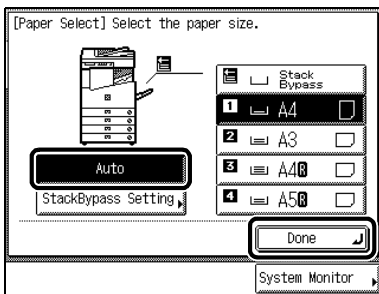 [Paper Select] Select the paper size.
Stack
Bypass
1 A4
2 A3
3 A4R
4 A5R
Auto
StackBypass Setting
Done
System Monitor